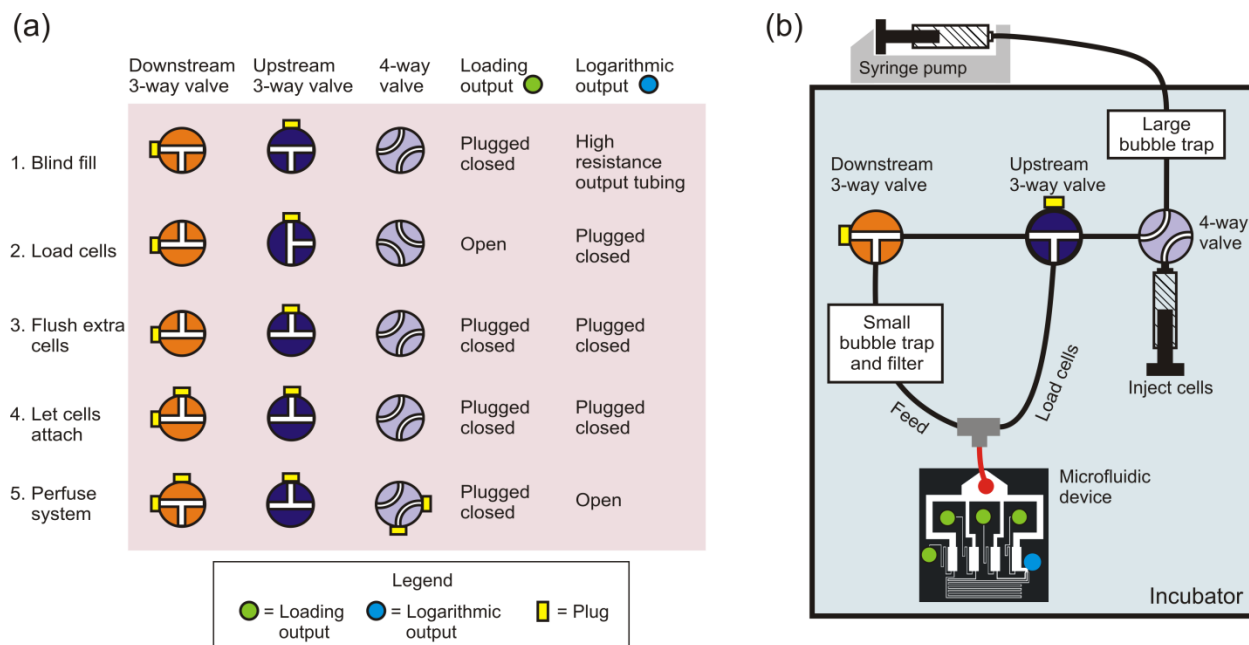 (a)
Downstream
3-way valve
Upstream
3-way valve
4-way
valve
Loading
output
Logarithmic
output
1. Blind fill
Plugged
closed
High
resistance
output tubing
2. Load cells
Open
Plugged
closed
3. Flush extra
cells
Plugged
closed
Plugged
closed
4. Let cells
attach
Plugged
closed
Plugged
closed
5. Perfuse
system
Plugged
closed
Open
Legend
= Loading
output
= Logarithmic
output
= Plug
(b)
Syringe pump
Large
bubble trap
Downstream
3-way valve
Upstream
3-way valve
4-way
valve
Small
bubble trap
and filter
Inject cells
Feed
Load cells
Microfluidic
device
Incubator